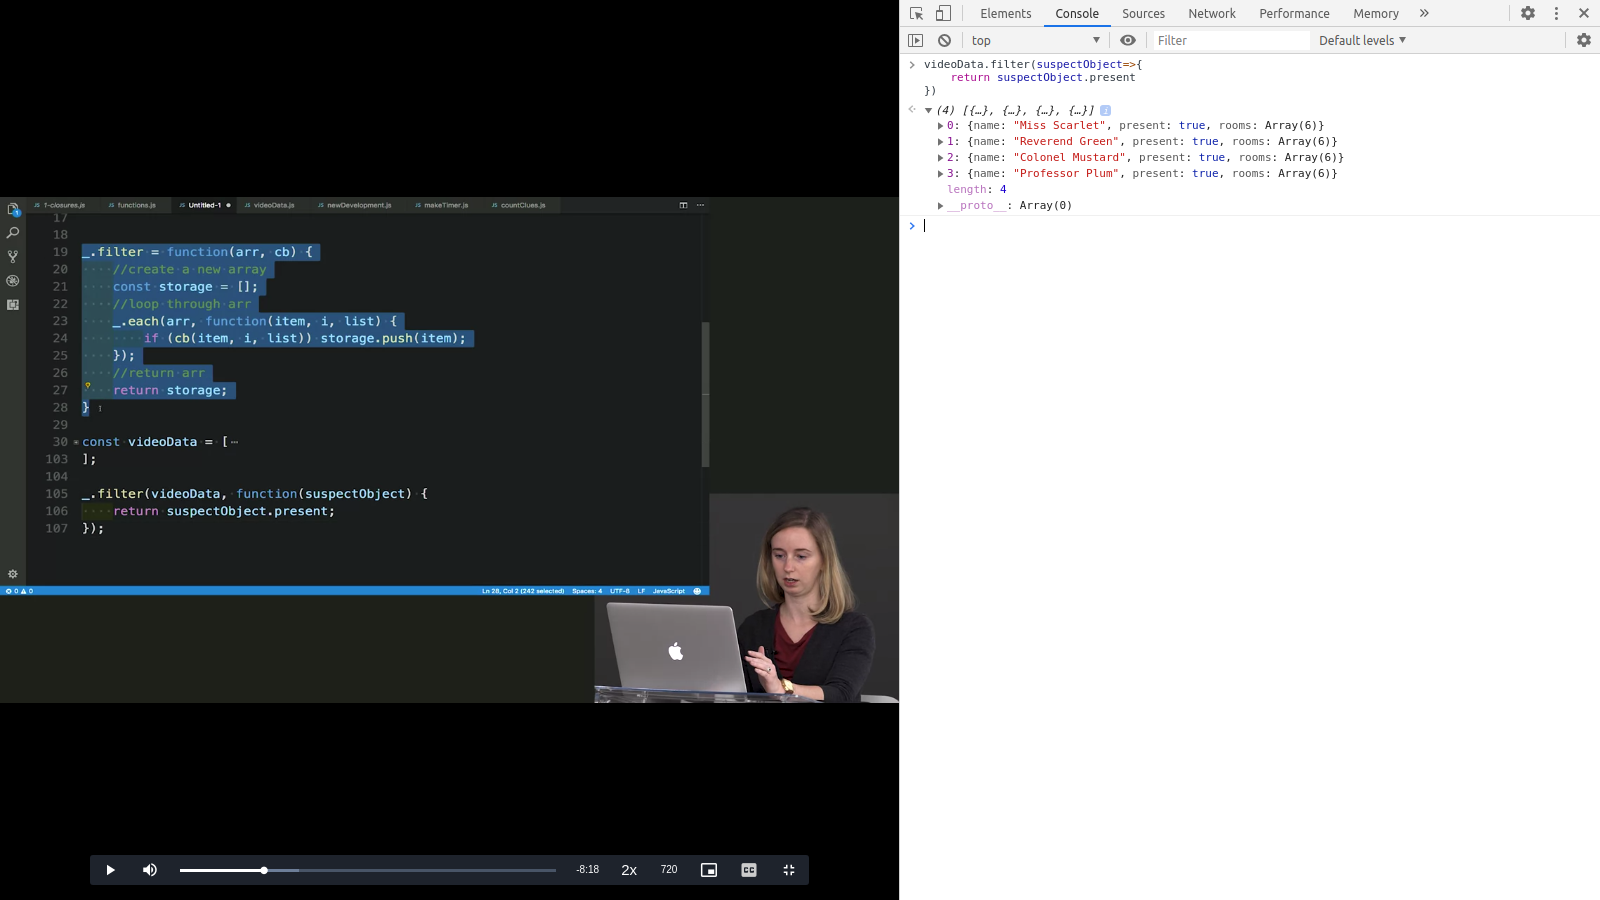 1-closures.js functions.js Untitled-1 videoData.js newDevelopment.js makeTimer.js countClues.js
17
18
19 _.filter = function(arr, cb) {
20 //create a new array
21 const storage = [];
22 //loop through arr
23 _.each(arr, function(item, i, list) {
24 if (cb(item, i, list)) storage.push(item);
25 });
26 //return arr
27 return storage;
28 }
29
30 const videoData = [⋯
103 ];
104
105 _.filter(videoData, function(suspectObject) {
106 return suspectObject.present;
107 });
0 0 Ln 28, Col 2 (242 selected) Spaces: 4 UTF-8 LF JavaScript
-8:18 2x 720 CC
Elements Console Sources Network Performance Memory »
top Filter Default levels
videoData.filter(suspectObject=>{
return suspectObject.present
})
(4) [{…}, {…}, {…}, {…}]
0: {name: "Miss Scarlet", present: true, rooms: Array(6)}
1: {name: "Reverend Green", present: true, rooms: Array(6)}
2: {name: "Colonel Mustard", present: true, rooms: Array(6)}
3: {name: "Professor Plum", present: true, rooms: Array(6)}
length: 4
__proto__: Array(0)